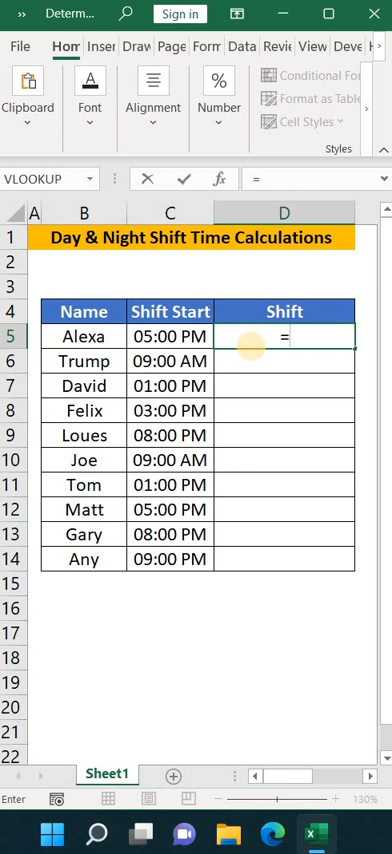 ›› Determ... Sign in
File Hom Inser Draw Page Form Data Revi View Deve H
Clipboard Font Alignment Number Conditional For
Format as Table
Cell Styles
Styles
VLOOKUP fx =
A B C D
1 Day & Night Shift Time Calculations
2
3
4 Name Shift Start Shift
5 Alexa 05:00 PM =
6 Trump 09:00 AM
7 David 01:00 PM
8 Felix 03:00 PM
9 Loues 08:00 PM
10 Joe 09:00 AM
11 Tom 01:00 PM
12 Matt 05:00 PM
13 Gary 08:00 PM
14 Any 09:00 PM
15
16
17
18
19
20
21
22
Sheet1
Enter 130%